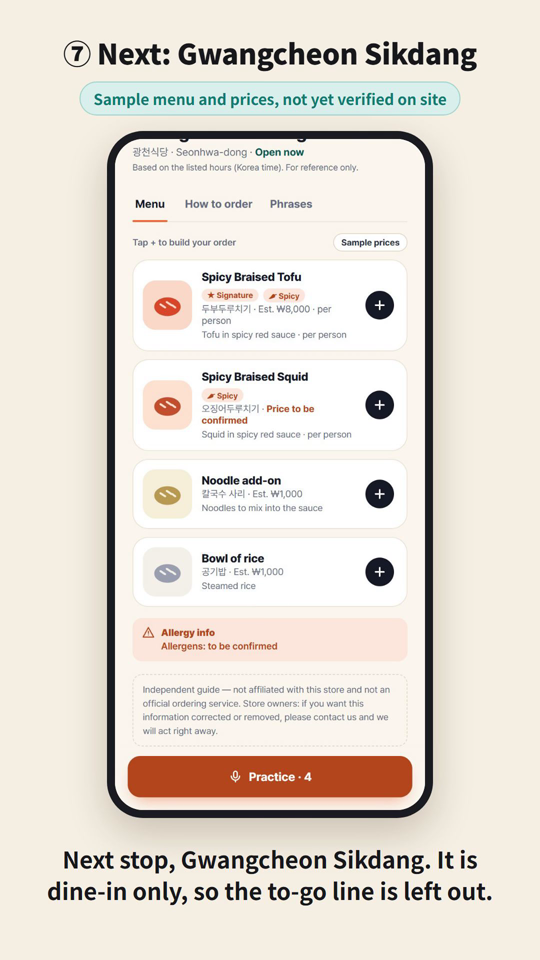 ⑦ Next: Gwangcheon Sikdang
Sample menu and prices, not yet verified on site
광천식당 · Seonhwa-dong · Open now
Based on the listed hours (Korea time). For reference only.
Menu How to order Phrases
Tap + to build your order Sample prices
Spicy Braised Tofu
★ Signature Spicy
두부두루치기 · Est. ₩8,000 · per
person
Tofu in spicy red sauce · per person
+
Spicy Braised Squid
Spicy
오징어두루치기 · Price to be
confirmed
Squid in spicy red sauce · per person
+
Noodle add-on
칼국수 사리 · Est. ₩1,000
Noodles to mix into the sauce
+
Bowl of rice
공기밥 · Est. ₩1,000
Steamed rice
+
Allergy info
Allergens: to be confirmed
Independent guide — not affiliated with this store and not an
official ordering service. Store owners: if you want this
information corrected or removed, please contact us and we
will act right away.
Practice · 4
Next stop, Gwangcheon Sikdang. It is
dine-in only, so the to-go line is left out.